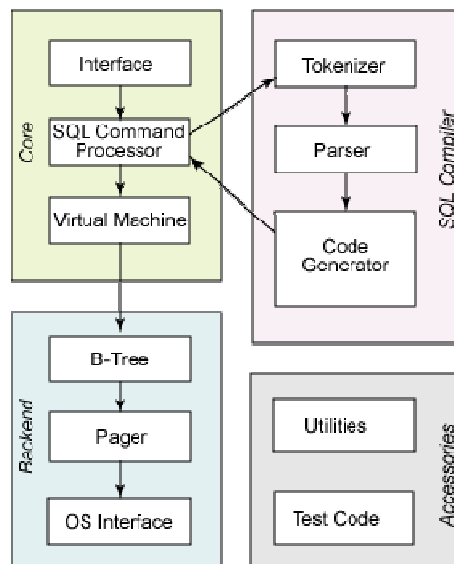 Core
Interface
SQL Command
Processor
Virtual Machine
SQL Compiler
Tokenizer
Parser
Code
Generator
Backend
B-Tree
Pager
OS Interface
Accessories
Utilities
Test Code